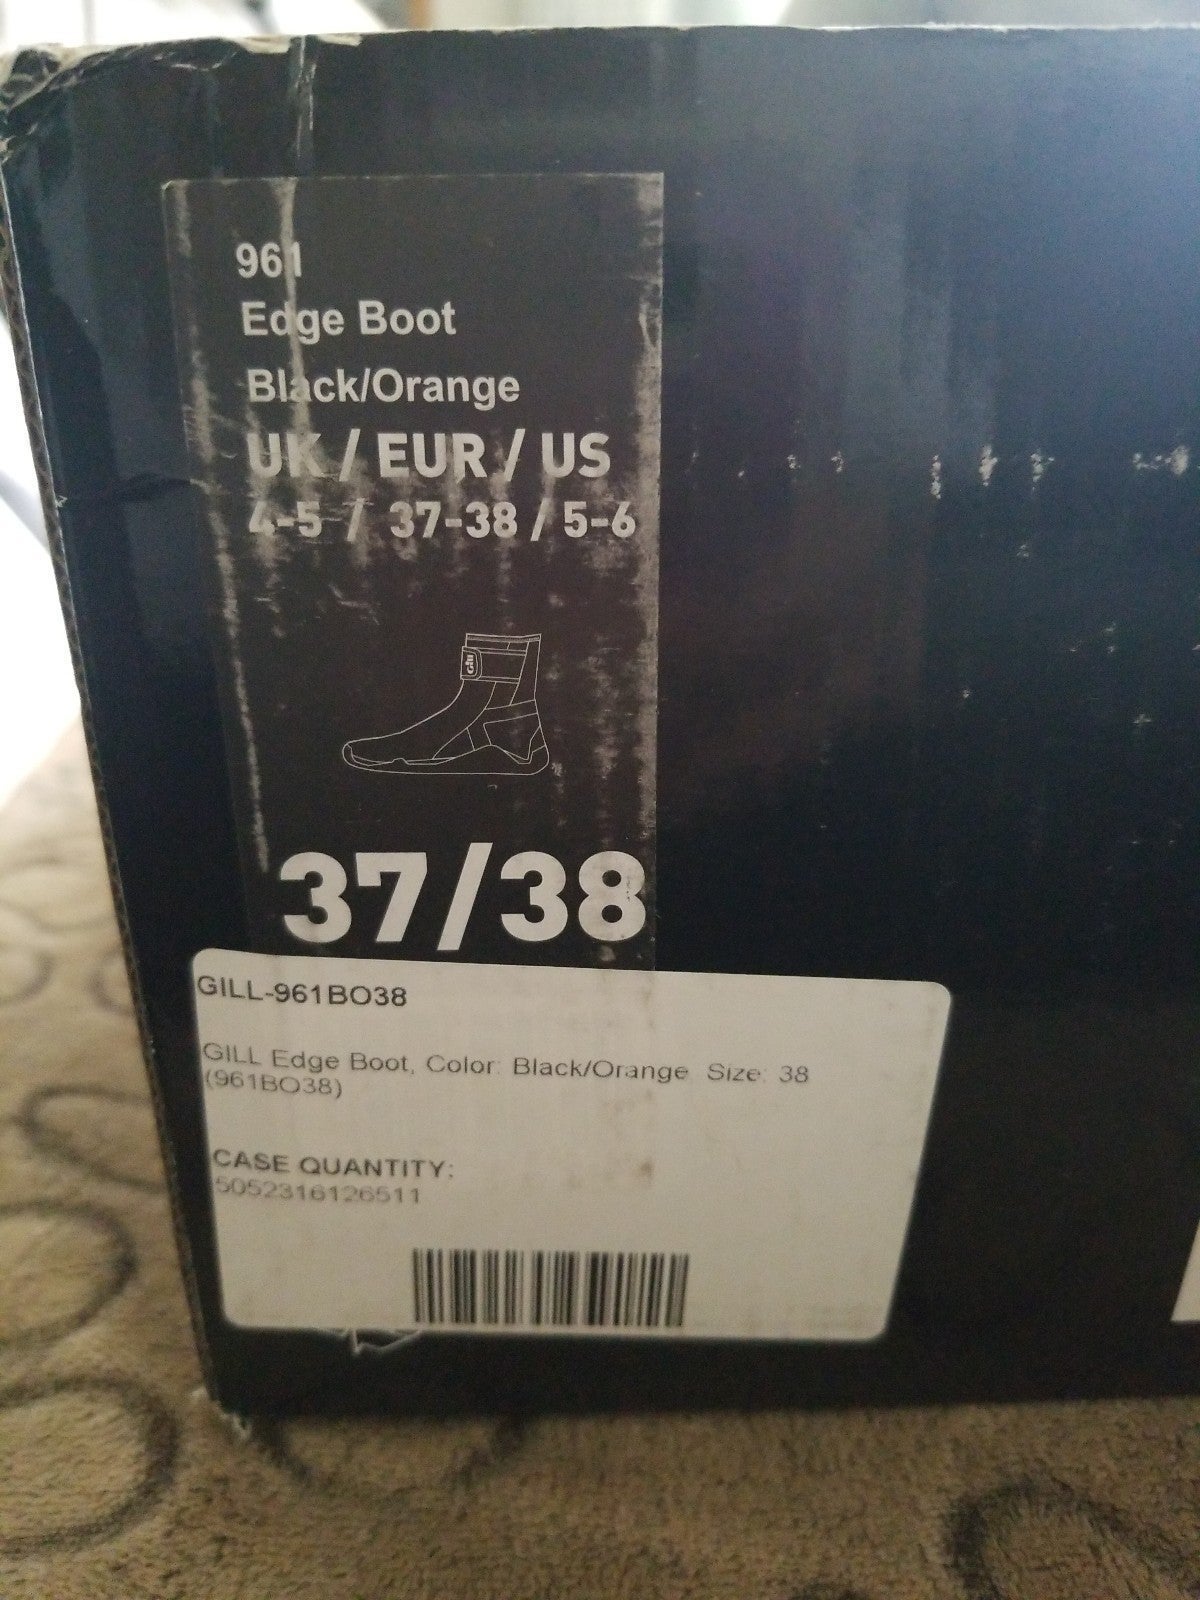 961
Edge Boot
Black/Orange
UK / EUR / US
4-5 / 37-38 / 5-6
Gill
37/38
GILL-961BO38
GILL Edge Boot, Color: Black/Orange Size: 38
(961BO38)
CASE QUANTITY:
5052316126511